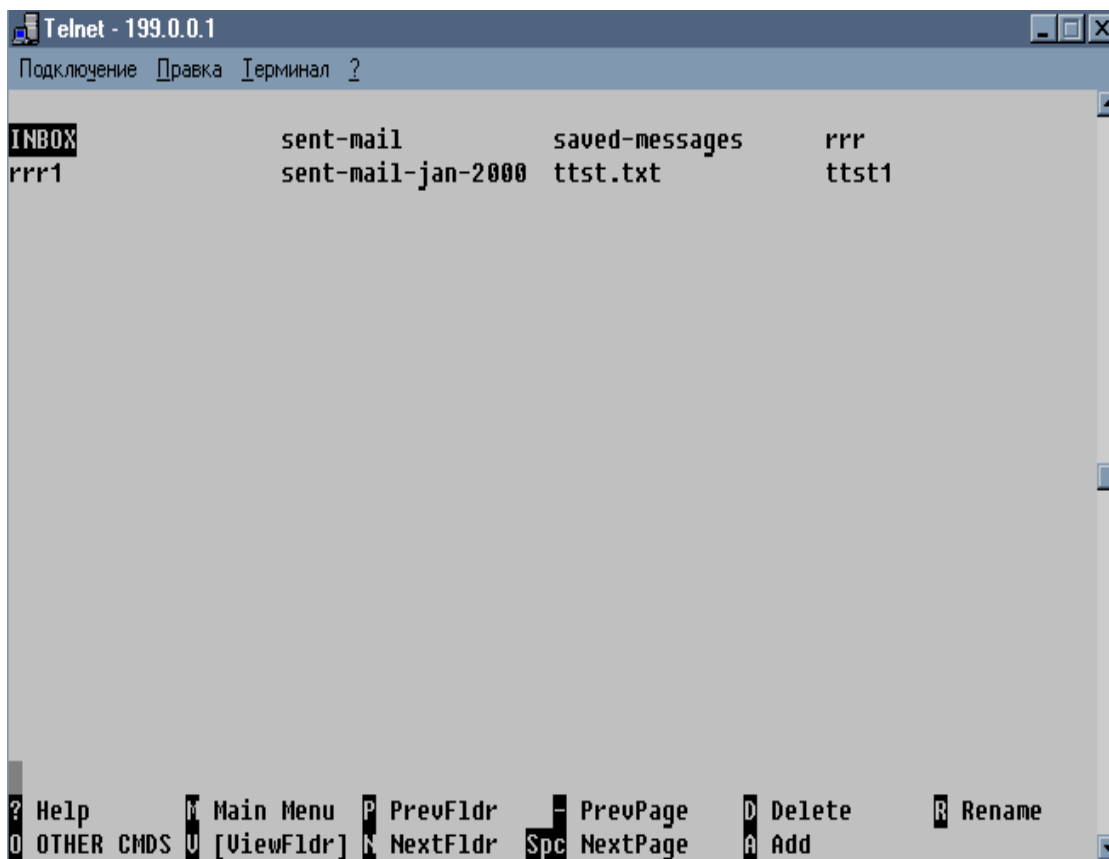 Telnet - 199.0.0.1
Подключение Правка Терминал ?
INBOX sent-mail saved-messages rrr
rrr1 sent-mail-jan-2000 ttst.txt ttst1
? Help M Main Menu P PrevFldr - PrevPage D Delete R Rename
O OTHER CMDS V [ViewFldr] N NextFldr Spc NextPage A Add